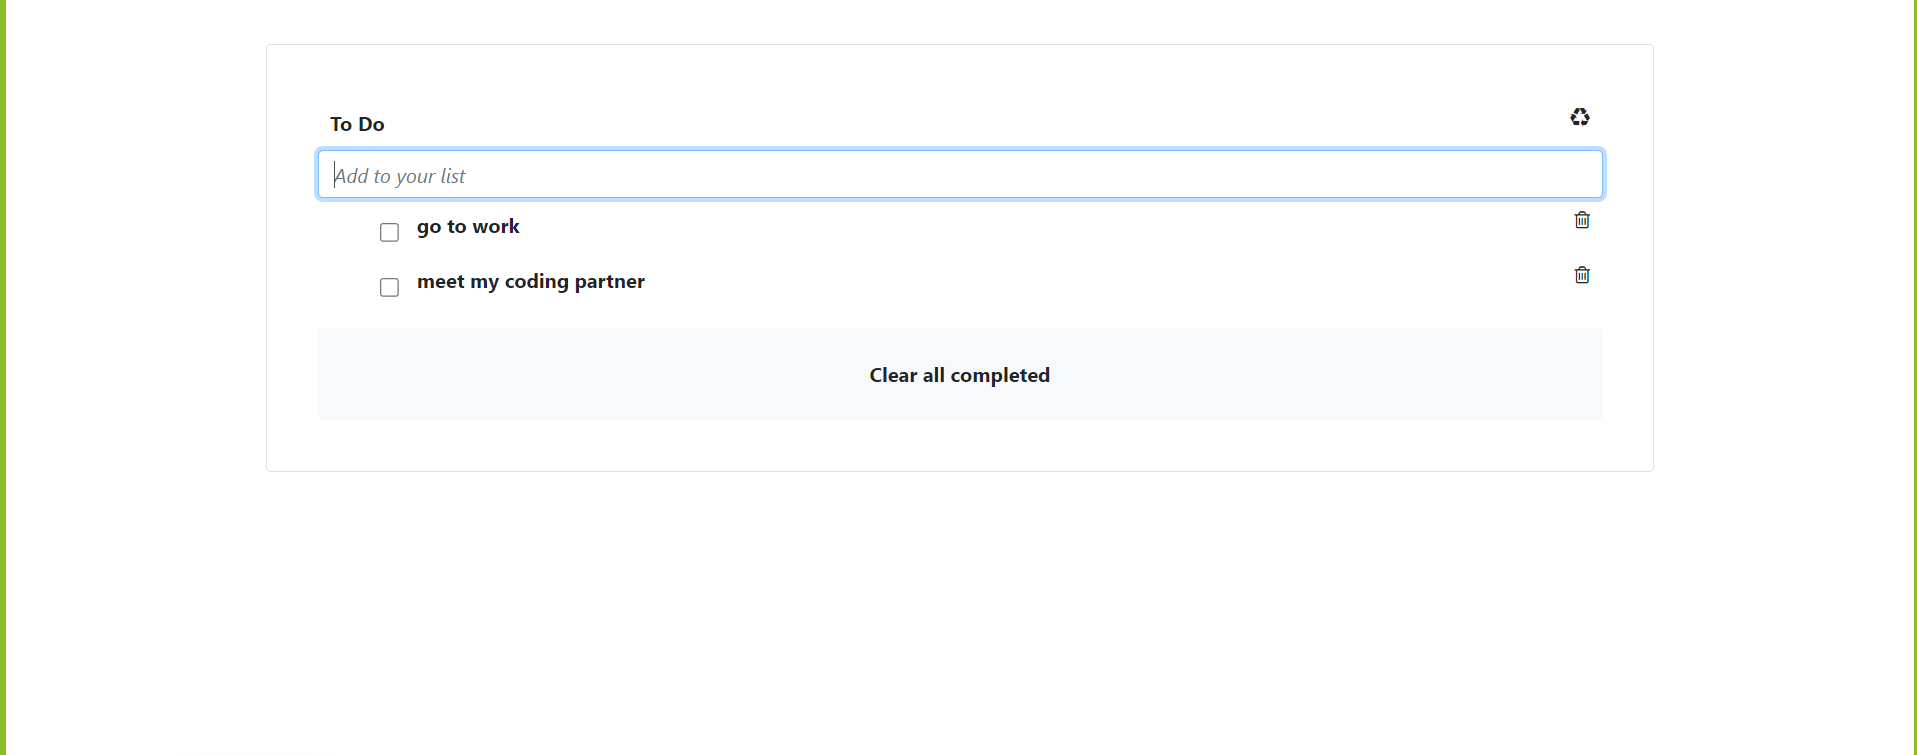 To Do
Add to your list
go to work
meet my coding partner
Clear all completed